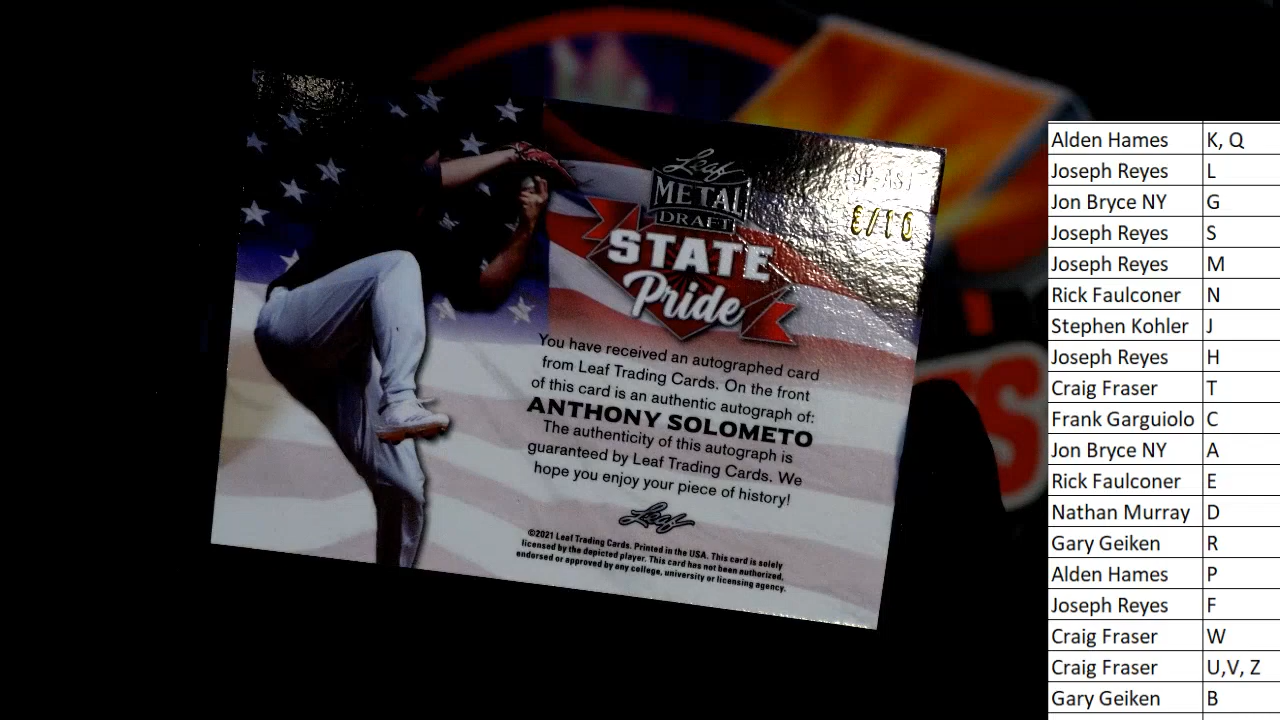 Leaf
METAL
DRAFT
STATE
Pride
SP-AS1
3/10
You have received an autographed card
from Leaf Trading Cards. On the front
of this card is an authentic autograph of:
ANTHONY SOLOMETO
The authenticity of this autograph is
guaranteed by Leaf Trading Cards. We
hope you enjoy your piece of history!
Leaf
©2021 Leaf Trading Cards. Printed in the USA. This card is solely
licensed by the depicted player. This card has not been authorized,
endorsed or approved by any college, university or licensing agency.
Alden Hames K, Q
Joseph Reyes L
Jon Bryce NY G
Joseph Reyes S
Joseph Reyes M
Rick Faulconer N
Stephen Kohler J
Joseph Reyes H
Craig Fraser T
Frank Garguiolo C
Jon Bryce NY A
Rick Faulconer E
Nathan Murray D
Gary Geiken R
Alden Hames P
Joseph Reyes F
Craig Fraser W
Craig Fraser U,V, Z
Gary Geiken B